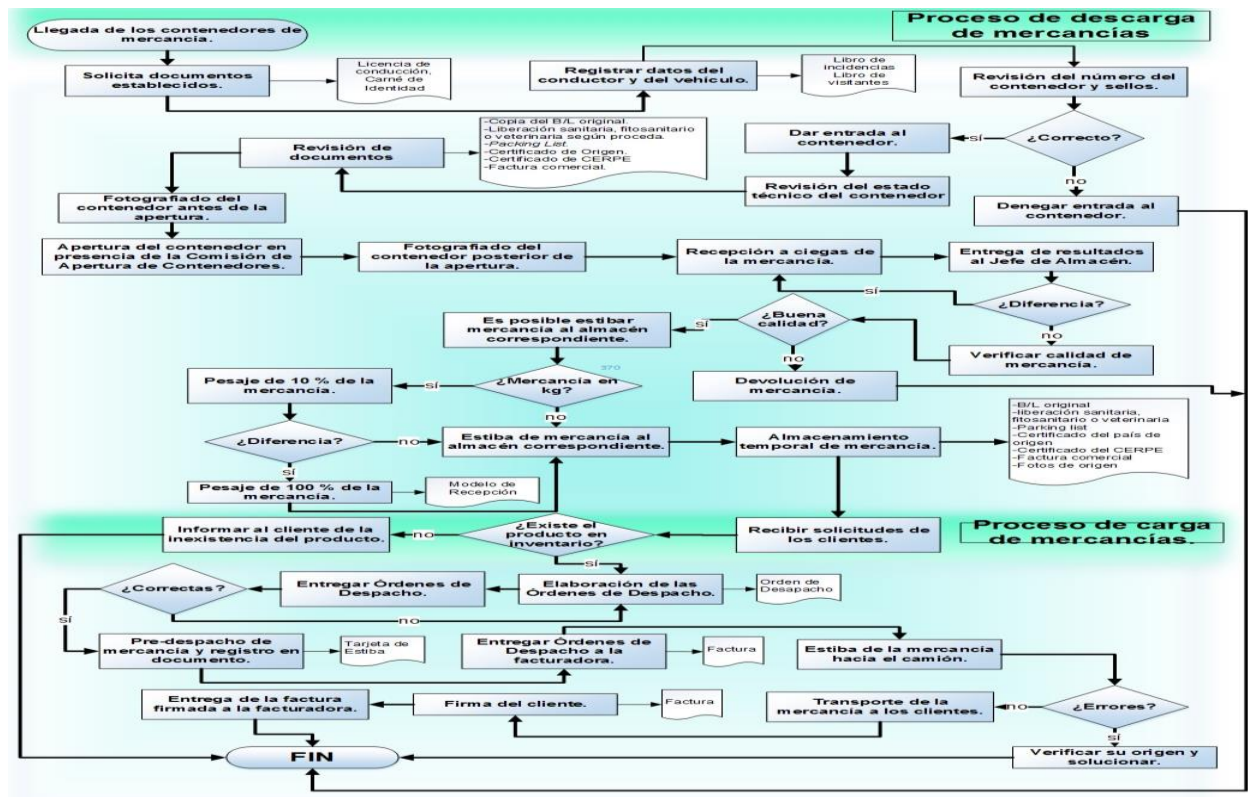 Proceso de descarga
de mercancías
Llegada de los contenedores de
mercancía.
Solicita documentos
establecidos.
Licencia de
conducción,
Carné de
Identidad
Registrar datos del
conductor y del vehículo.
Libro de
incidencias
Libro de
visitantes
Revisión del número del
contenedor y sellos.
¿Correcto?
sí
no
Dar entrada al
contenedor.
Denegar entrada al
contenedor.
Revisión del estado
técnico del contenedor
Revisión de
documentos
-Copia del B/L original.
-Liberación sanitaria, fitosanitario
o veterinaria según proceda.
-Packing List.
-Certificado de Origen.
-Certificado de CERPE
-Factura comercial.
Fotografiado del
contenedor antes de la
apertura.
Apertura del contenedor en
presencia de la Comisión de
Apertura de Contenedores.
Fotografiado del
contenedor posterior de
la apertura.
Recepción a ciegas de
la mercancía.
Entrega de resultados
al Jefe de Almacén.
¿Diferencia?
sí
no
Verificar calidad de
mercancía.
¿Buena
calidad?
sí
no
Devolución de
mercancía.
Es posible estibar
mercancía al almacén
correspondiente.
370
¿Mercancía en
kg?
sí
no
Pesaje de 10 % de la
mercancía.
¿Diferencia?
no
sí
Pesaje de 100 % de la
mercancía.
Modelo de
Recepción
Estiba de mercancía al
almacén correspondiente.
Almacenamiento
temporal de mercancía.
-B/L original
-liberación sanitaria,
fitosanitario o veterinaria
-Parking list
-Certificado del país de
origen
-Certificado del CERPE
-Factura comercial
-Fotos de origen
Proceso de carga
de mercancías.
Recibir solicitudes de
los clientes.
¿Existe el
producto en
inventario?
no
sí
Informar al cliente de la
inexistencia del producto.
Elaboración de las
Órdenes de Despacho.
Orden de
Desapacho
Entregar Órdenes de
Despacho.
¿Correctas?
no
sí
Pre-despacho de
mercancía y registro en
documento.
Tarjeta de
Estiba
Entregar Órdenes de
Despacho a la
facturadora.
Factura
Estiba de la mercancía
hacia el camión.
¿Errores?
no
sí
Transporte de la
mercancía a los clientes.
Verificar su origen y
solucionar.
Firma del cliente.
Factura
Entrega de la factura
firmada a la facturadora.
FIN